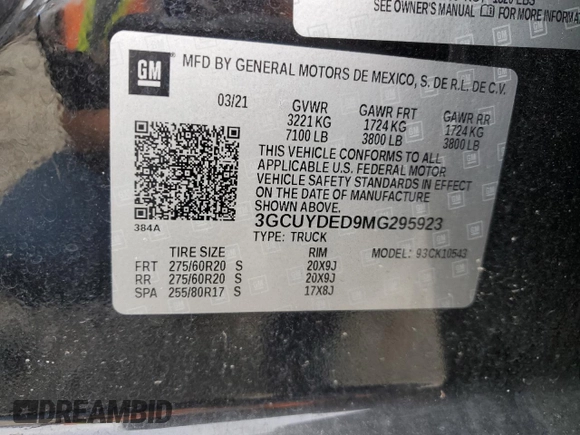 SEE OWNER'S MANUAL FOR MORE
GM
MFD BY GENERAL MOTORS DE MEXICO, S. DE R.L. DE C.V.
03/21 GVWR GAWR FRT GAWR RR
3221 KG 1724 KG 1724 KG
7100 LB 3800 LB 3800 LB
THIS VEHICLE CONFORMS TO ALL
APPLICABLE U.S. FEDERAL MOTOR
VEHICLE SAFETY STANDARDS IN EFFECT
ON THE DATE OF MANUFACTURE SHOWN ABOVE.
3GCUYDED9MG295923
384A
TYPE: TRUCK MODEL: 93CK10543
TIRE SIZE RIM
FRT 275/60R20 S 20X9J
RR 275/60R20 S 20X9J
SPA 255/80R17 S 17X8J
DREAMBID